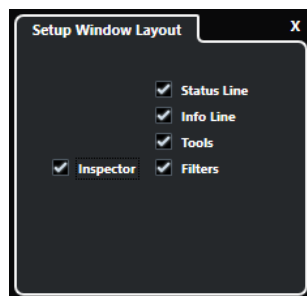 Setup Window Layout X
Status Line
Info Line
Tools
Inspector Filters